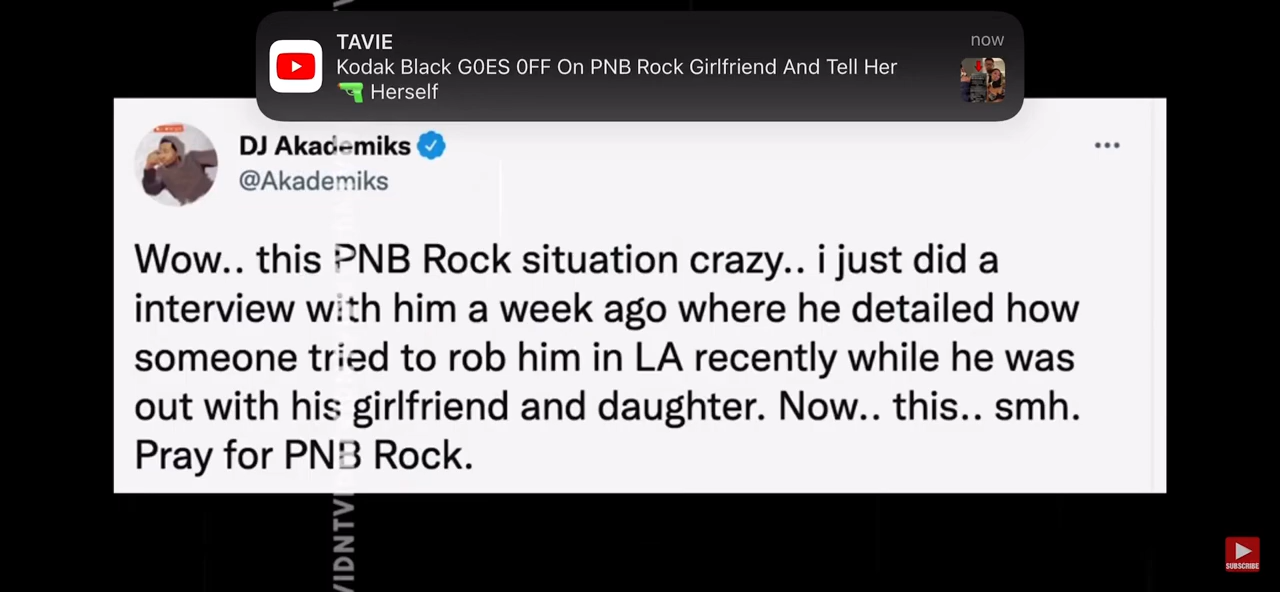 TAVIE
now
Kodak Black G0ES 0FF On PNB Rock Girlfriend And Tell Her
🔫 Herself
DJ Akademiks
@Akademiks
Wow.. this PNB Rock situation crazy.. i just did a
interview with him a week ago where he detailed how
someone tried to rob him in LA recently while he was
out with his girlfriend and daughter. Now.. this.. smh.
Pray for PNB Rock.
SUBSCRIBE